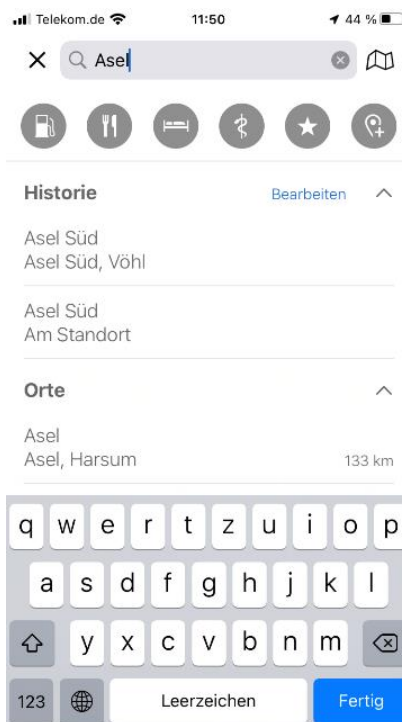 Telekom.de 11:50 44 %
Asel
Historie Bearbeiten
Asel Süd
Asel Süd, Vöhl
Asel Süd
Am Standort
Orte
Asel
Asel, Harsum 133 km
q w e r t z u i o p
a s d f g h j k l
y x c v b n m
123 Leerzeichen Fertig